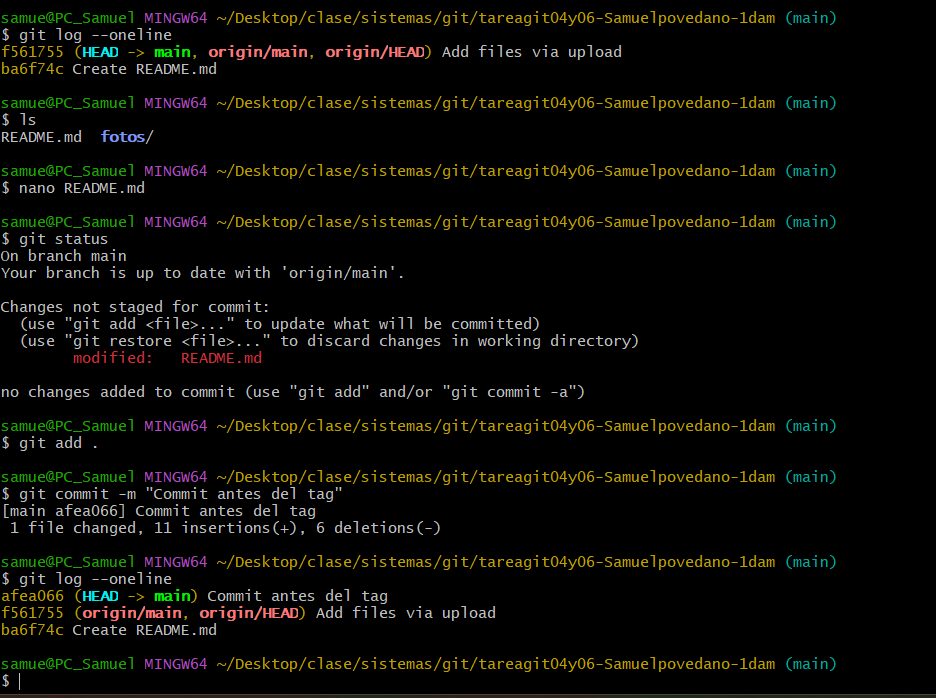 samue@PC_Samuel MINGW64 ~/Desktop/clase/sistemas/git/tareagit04y06-Samuelpovedano-1dam (main)
$ git log --oneline
f561755 (HEAD -> main, origin/main, origin/HEAD) Add files via upload
ba6f74c Create README.md
samue@PC_Samuel MINGW64 ~/Desktop/clase/sistemas/git/tareagit04y06-Samuelpovedano-1dam (main)
$ ls
README.md  fotos/
samue@PC_Samuel MINGW64 ~/Desktop/clase/sistemas/git/tareagit04y06-Samuelpovedano-1dam (main)
$ nano README.md
samue@PC_Samuel MINGW64 ~/Desktop/clase/sistemas/git/tareagit04y06-Samuelpovedano-1dam (main)
$ git status
On branch main
Your branch is up to date with 'origin/main'.
Changes not staged for commit:
  (use "git add <file>..." to update what will be committed)
  (use "git restore <file>..." to discard changes in working directory)
        modified:   README.md
no changes added to commit (use "git add" and/or "git commit -a")
samue@PC_Samuel MINGW64 ~/Desktop/clase/sistemas/git/tareagit04y06-Samuelpovedano-1dam (main)
$ git add .
samue@PC_Samuel MINGW64 ~/Desktop/clase/sistemas/git/tareagit04y06-Samuelpovedano-1dam (main)
$ git commit -m "Commit antes del tag"
[main afea066] Commit antes del tag
 1 file changed, 11 insertions(+), 6 deletions(-)
samue@PC_Samuel MINGW64 ~/Desktop/clase/sistemas/git/tareagit04y06-Samuelpovedano-1dam (main)
$ git log --oneline
afea066 (HEAD -> main) Commit antes del tag
f561755 (origin/main, origin/HEAD) Add files via upload
ba6f74c Create README.md
samue@PC_Samuel MINGW64 ~/Desktop/clase/sistemas/git/tareagit04y06-Samuelpovedano-1dam (main)
$